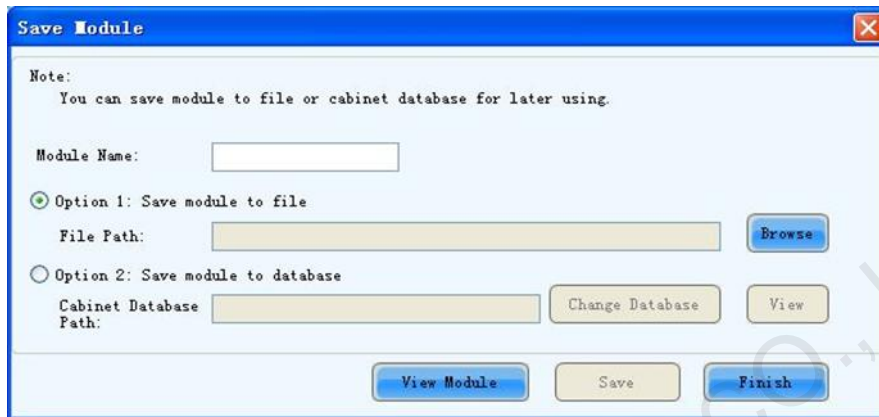 Save Module
Note:
You can save module to file or cabinet database for later using.
Module Name:
Option 1: Save module to file
File Path:
Browse
Option 2: Save module to database
Cabinet Database
Path:
Change Database
View
View Module
Save
Finish